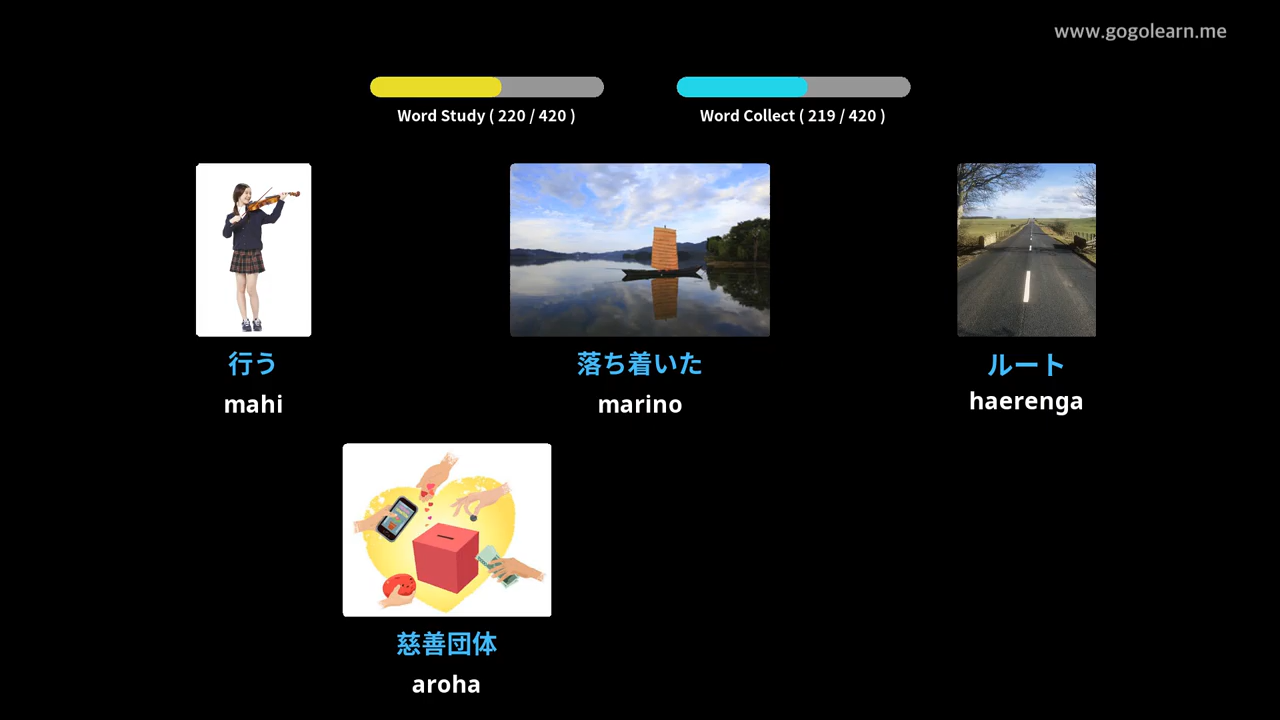 www.gogolearn.me
Word Study ( 220 / 420 )
Word Collect ( 219 / 420 )
行う
mahi
落ち着いた
marino
ルート
haerenga
慈善団体
aroha